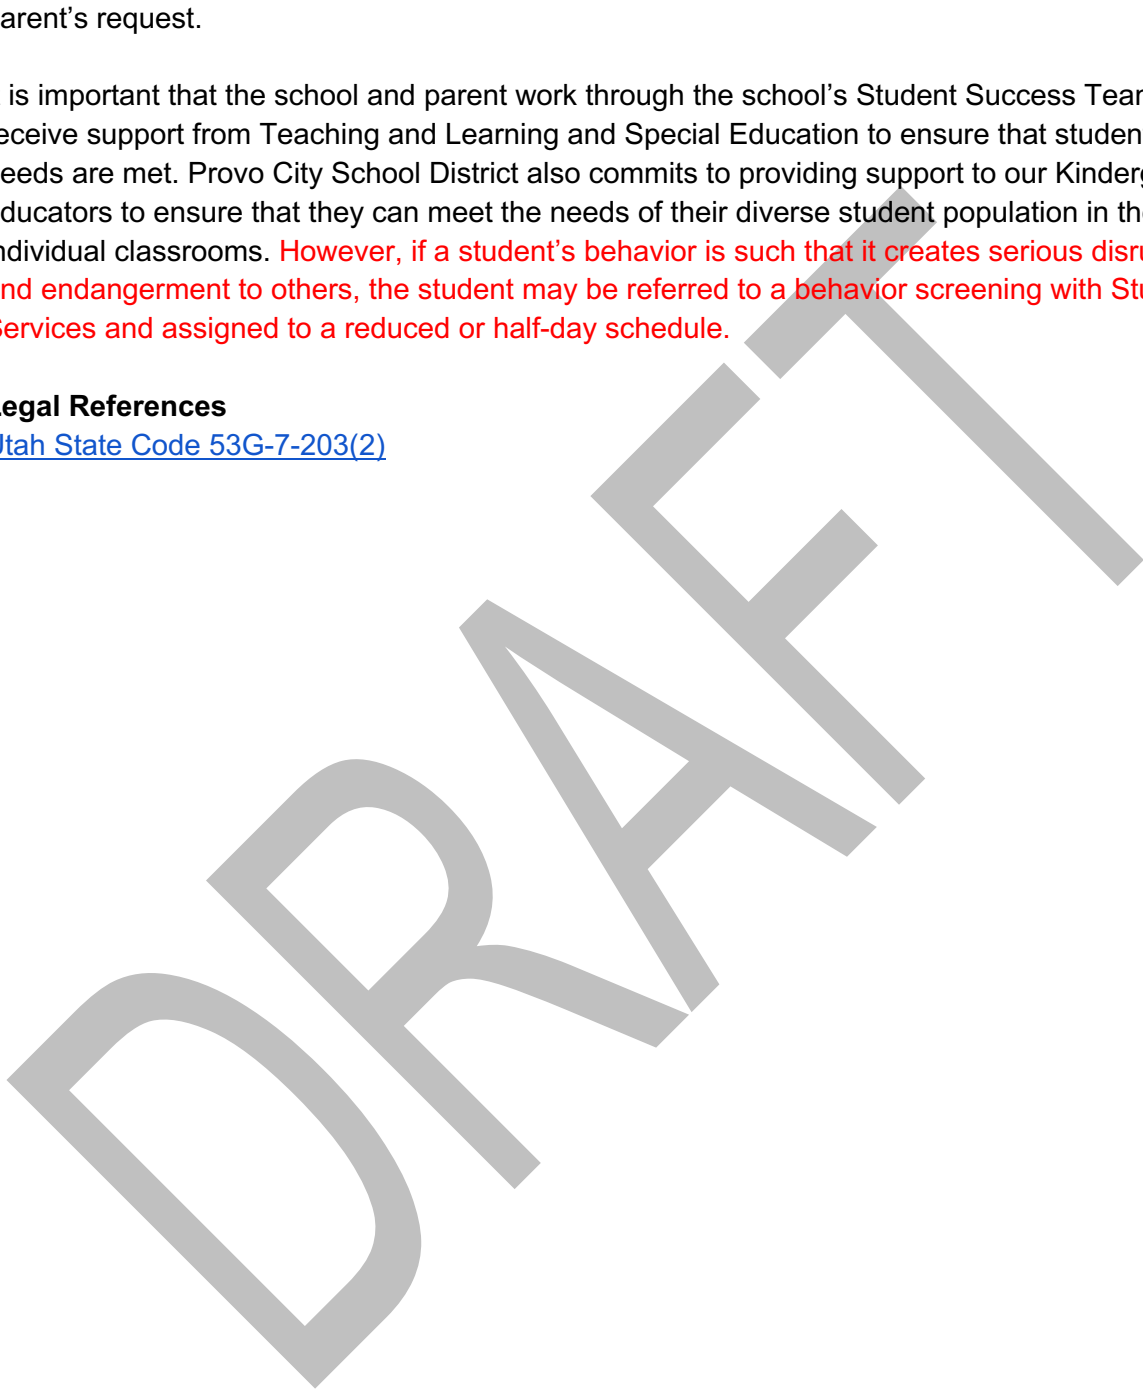 arent's request.
is important that the school and parent work through the school's Student Success Tear
eceive support from Teaching and Learning and Special Education to ensure that studen
eeds are met. Provo City School District also commits to providing support to our Kinderg
ducators to ensure that they can meet the needs of their diverse student population in the
ndividual classrooms. However, if a student's behavior is such that it creates serious disru
nd endangerment to others, the student may be referred to a behavior screening with Stu
Services and assigned to a reduced or half-day schedule.
Legal References
Utah State Code 53G-7-203(2)
DRAFT